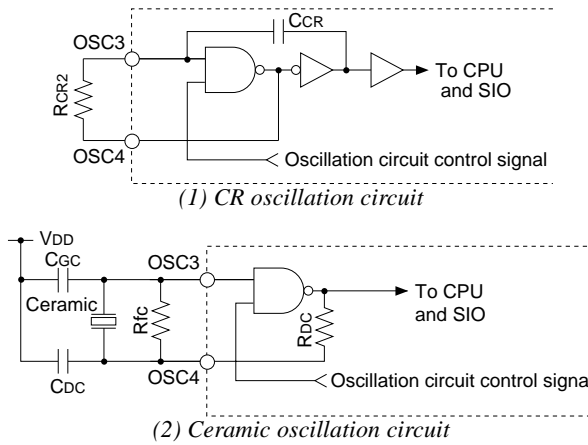 CCR
OSC3
RCR2
To CPU
and SIO
OSC4
Oscillation circuit control signal
(1) CR oscillation circuit
VDD
CGC
OSC3
Ceramic
Rfc
RDC
To CPU
and SIO
CDC
OSC4
Oscillation circuit control signal
(2) Ceramic oscillation circuit